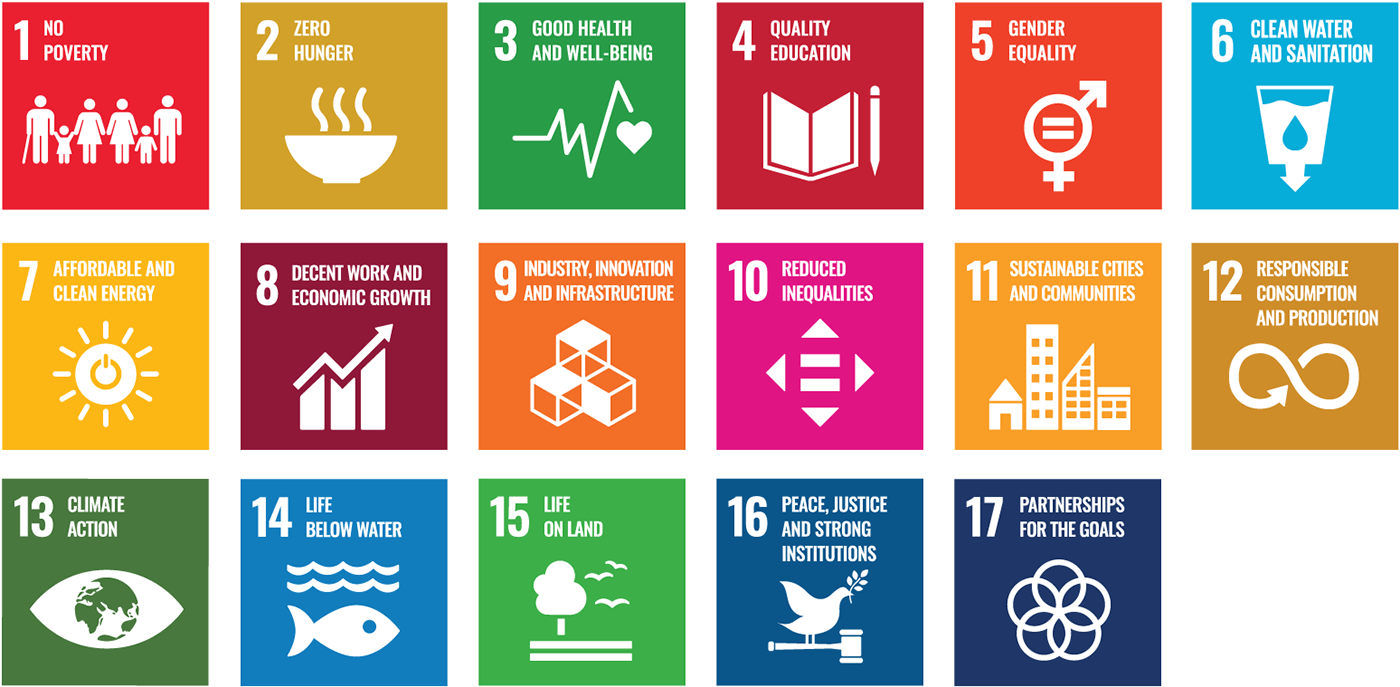 1 NO
POVERTY
2 ZERO
HUNGER
3 GOOD HEALTH
AND WELL-BEING
4 QUALITY
EDUCATION
5 GENDER
EQUALITY
6 CLEAN WATER
AND SANITATION
7 AFFORDABLE AND
CLEAN ENERGY
8 DECENT WORK AND
ECONOMIC GROWTH
9 INDUSTRY, INNOVATION
AND INFRASTRUCTURE
10 REDUCED
INEQUALITIES
11 SUSTAINABLE CITIES
AND COMMUNITIES
12 RESPONSIBLE
CONSUMPTION
AND PRODUCTION
13 CLIMATE
ACTION
14 LIFE
BELOW WATER
15 LIFE
ON LAND
16 PEACE, JUSTICE
AND STRONG
INSTITUTIONS
17 PARTNERSHIPS
FOR THE GOALS